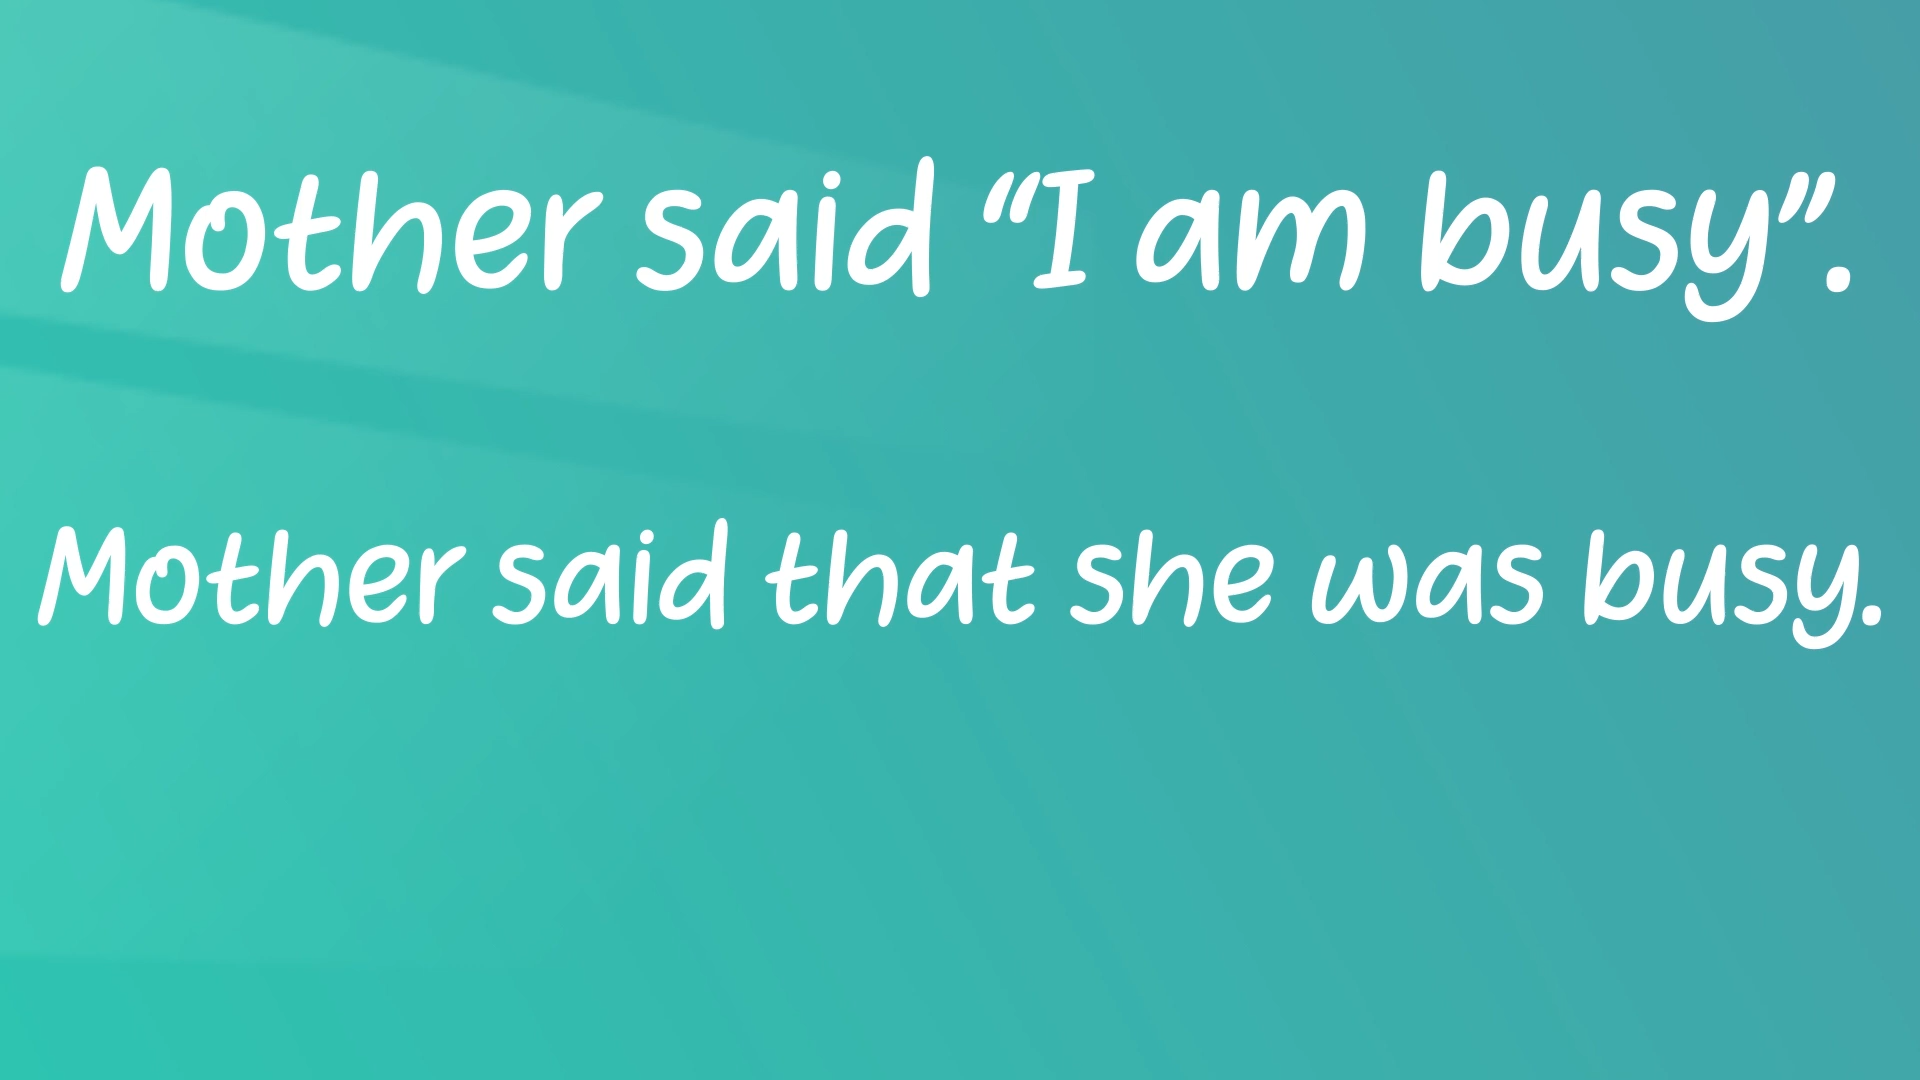 Mother said “I am busy”.
Mother said that she was busy.